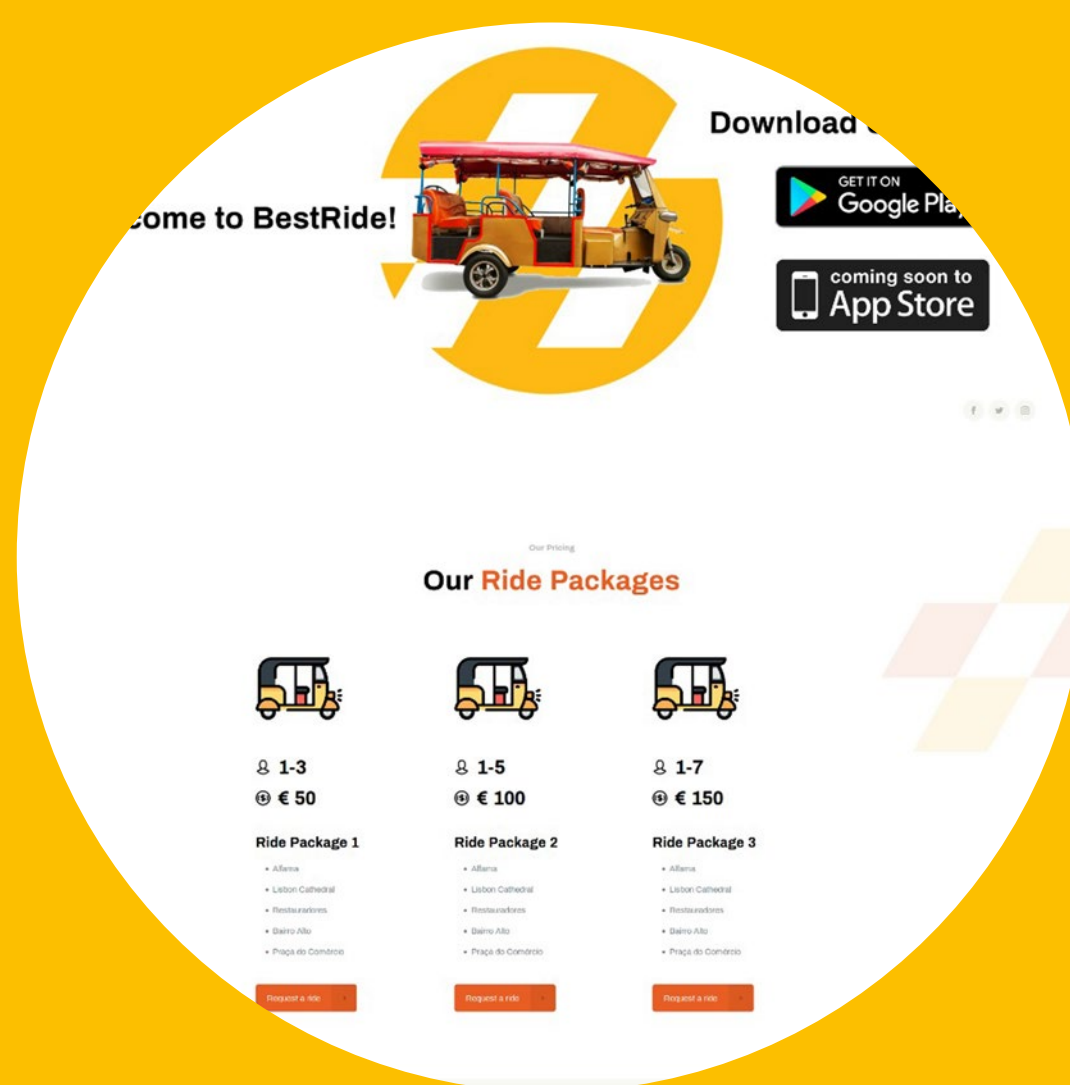 Download
come to BestRide!
GET IT ON
Google Play
coming soon to
App Store
Our Pricing
Our Ride Packages
1-3
€ 50
Ride Package 1
• Alfama
• Lisbon Cathedral
• Restauradores
• Bairro Alto
• Praça do Comércio
Request a ride
1-5
€ 100
Ride Package 2
• Alfama
• Lisbon Cathedral
• Restauradores
• Bairro Alto
• Praça do Comércio
Request a ride
1-7
€ 150
Ride Package 3
• Alfama
• Lisbon Cathedral
• Restauradores
• Bairro Alto
• Praça do Comércio
Request a ride